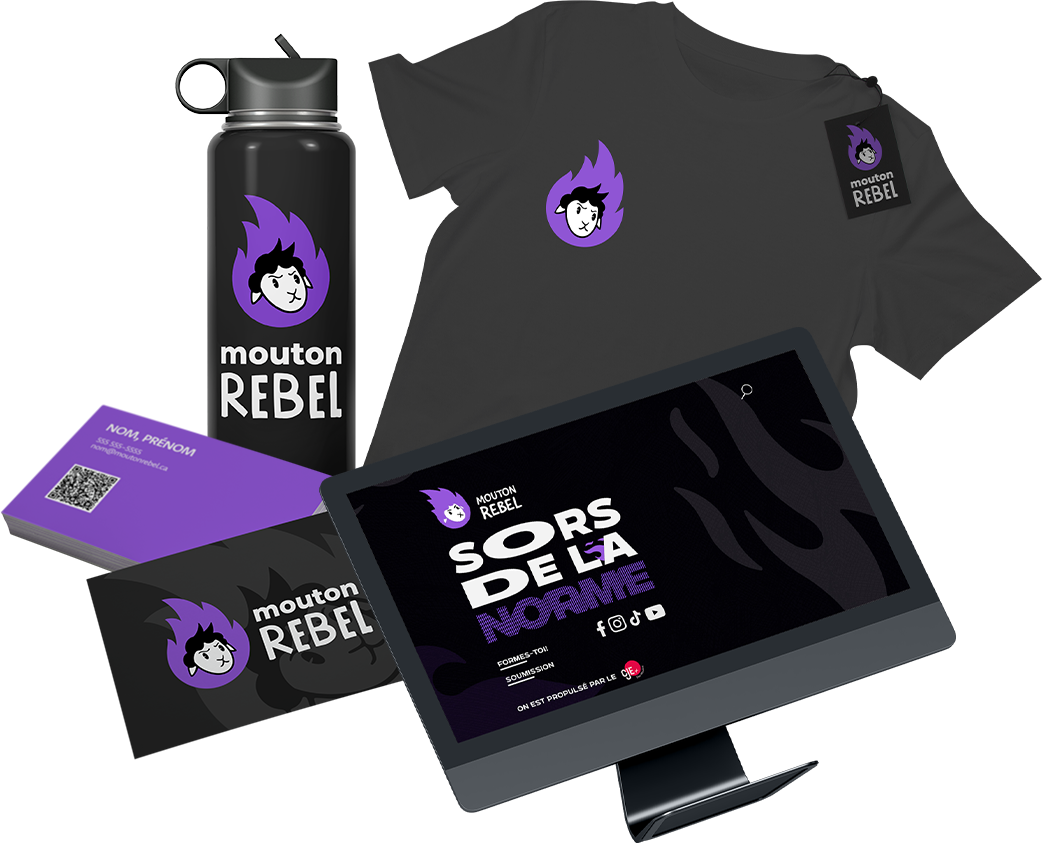 mouton
REBEL
mouton
REBEL
NOM, PRÉNOM
555 555-5555
nom@moutonrebel.ca
mouton
REBEL
MOUTON
REBEL
SORS
DE LA
NORME
FORMES-TOI!
SOUMISSION
ON EST PROPULSÉ PAR LE GIE